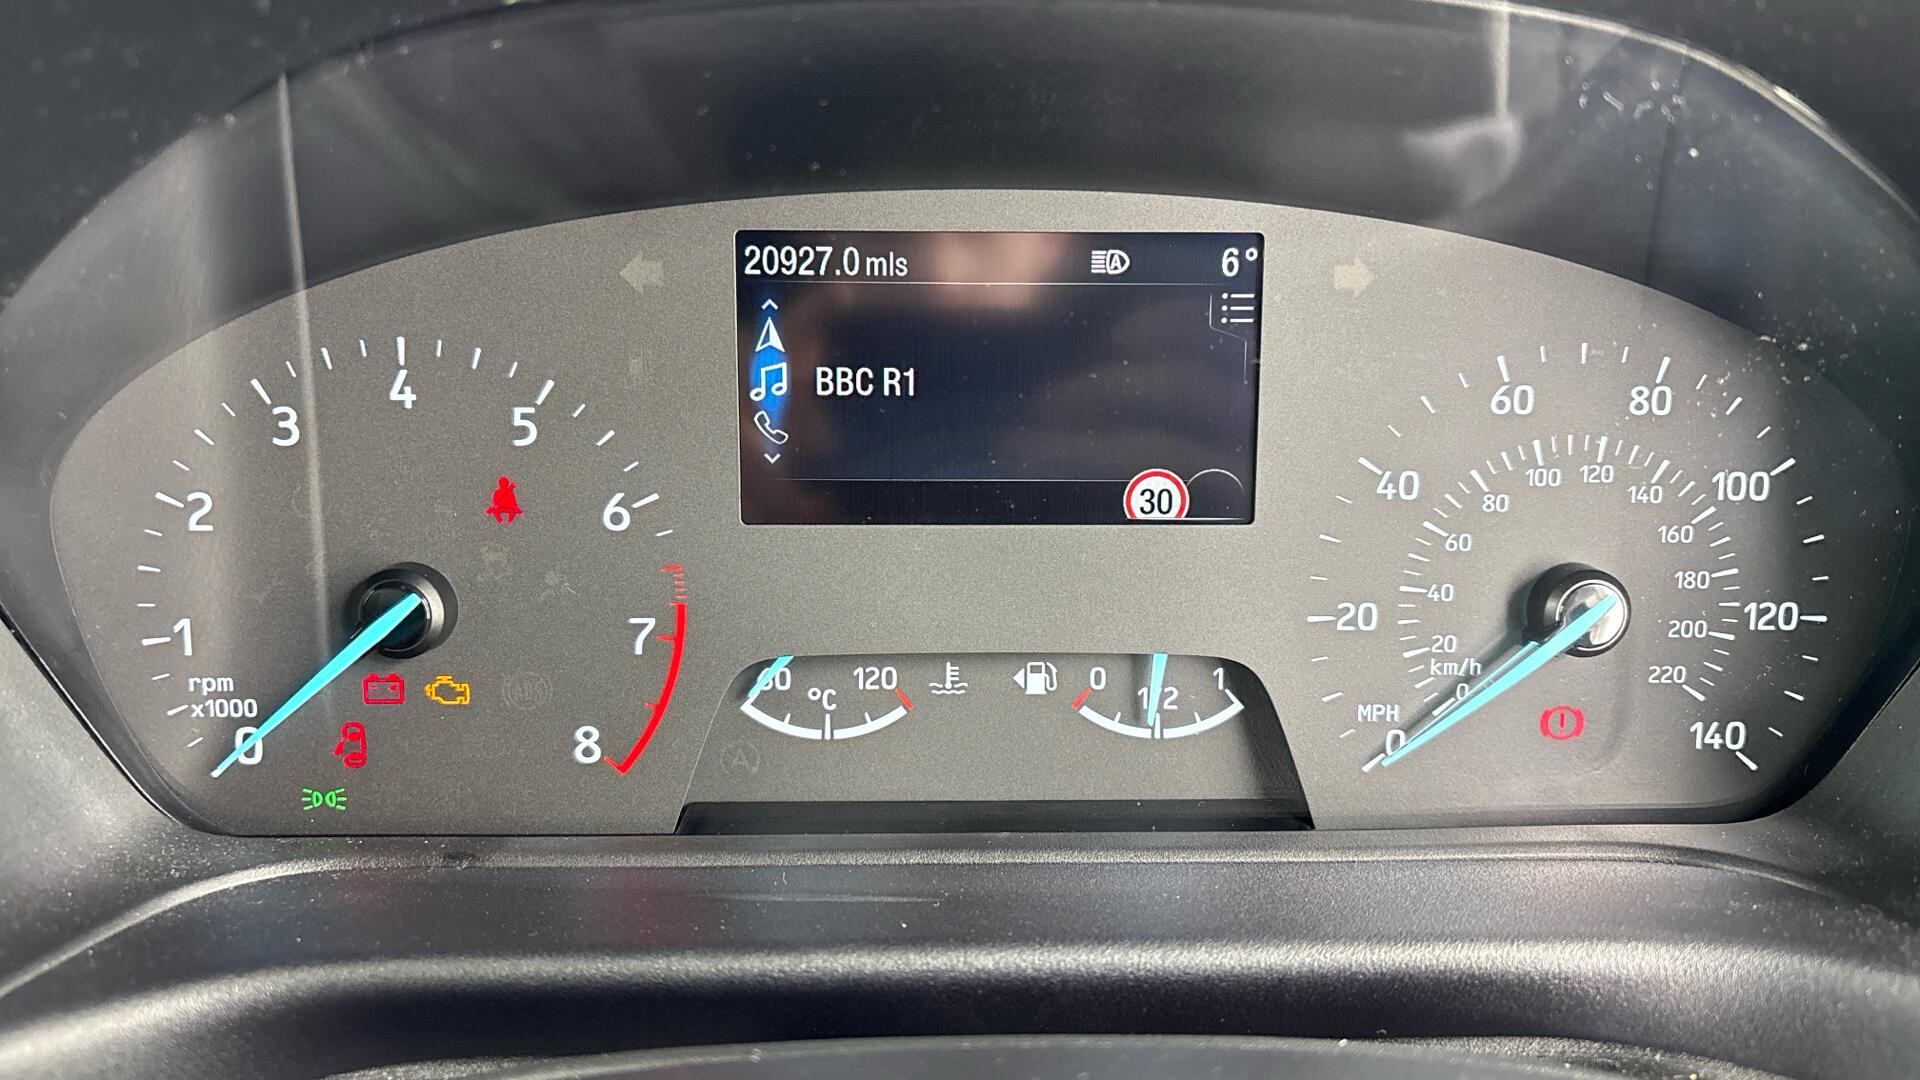 20927.0 mls 6°
BBC R1
30
0 1 2 3 4 5 6 7 8
rpm
x1000
60 120
°C
0 1/2 1
0 20 40 60 80 100 120 140
MPH
0 20 40 60 80 100 120 140 160 180 200 220
km/h